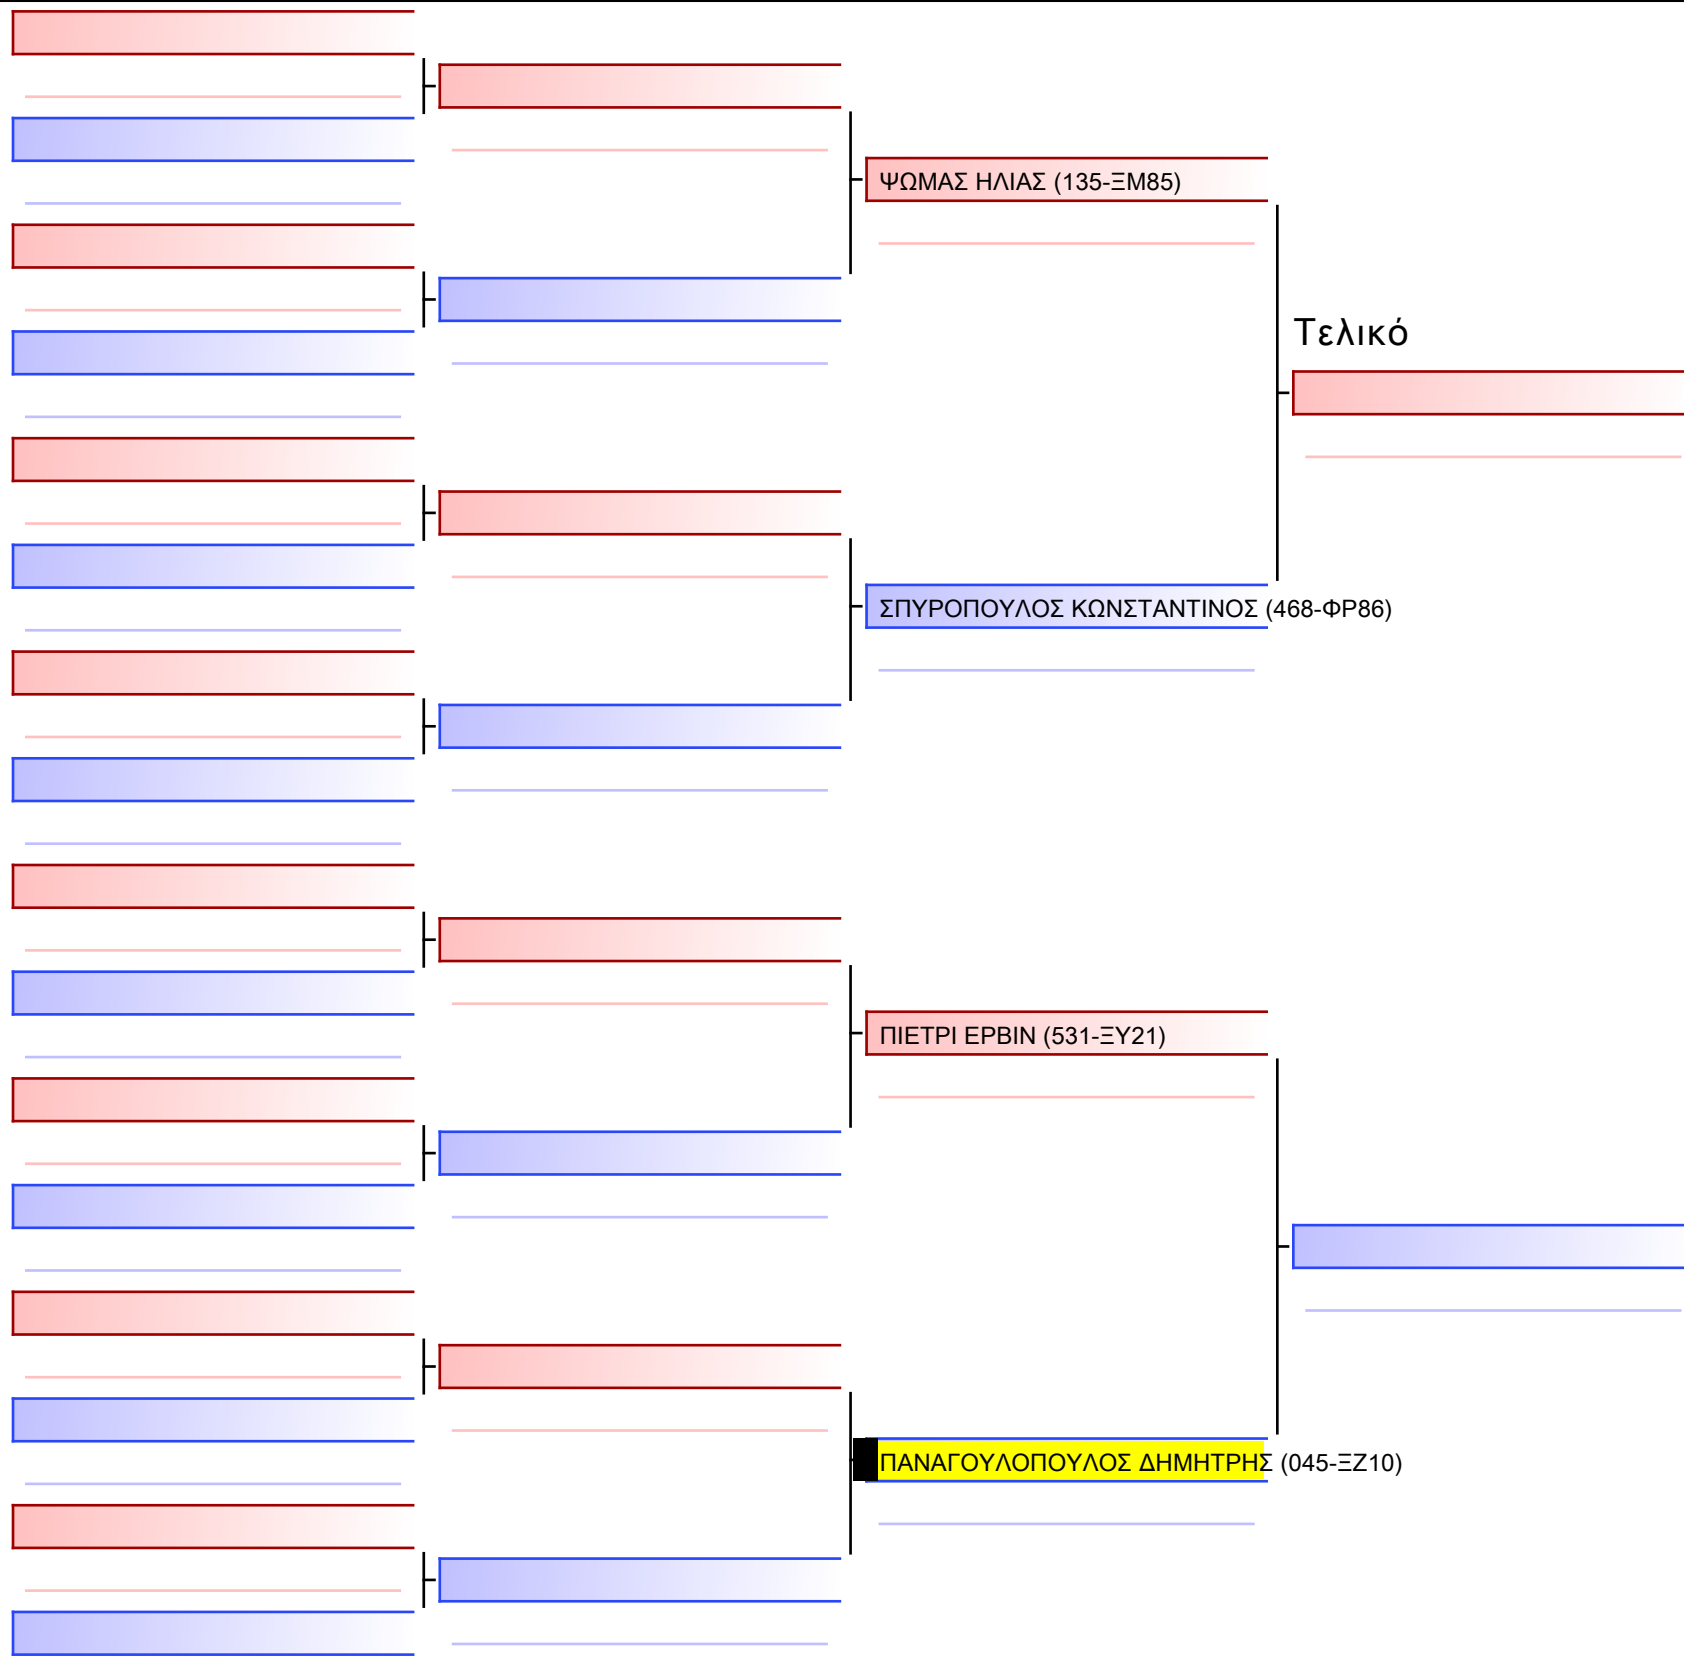 ΨΩΜΑΣ ΗΛΙΑΣ (135-ΞΜ85)
Τελικό
ΣΠΥΡΟΠΟΥΛΟΣ ΚΩΝΣΤΑΝΤΙΝΟΣ (468-ΦΡ86)
ΠΙΕΤΡΙ ΕΡΒΙΝ (531-ΞΥ21)
ΠΑΝΑΓΟΥΛΟΠΟΥΛΟΣ ΔΗΜΗΤΡΗΣ (045-ΞΖ10)